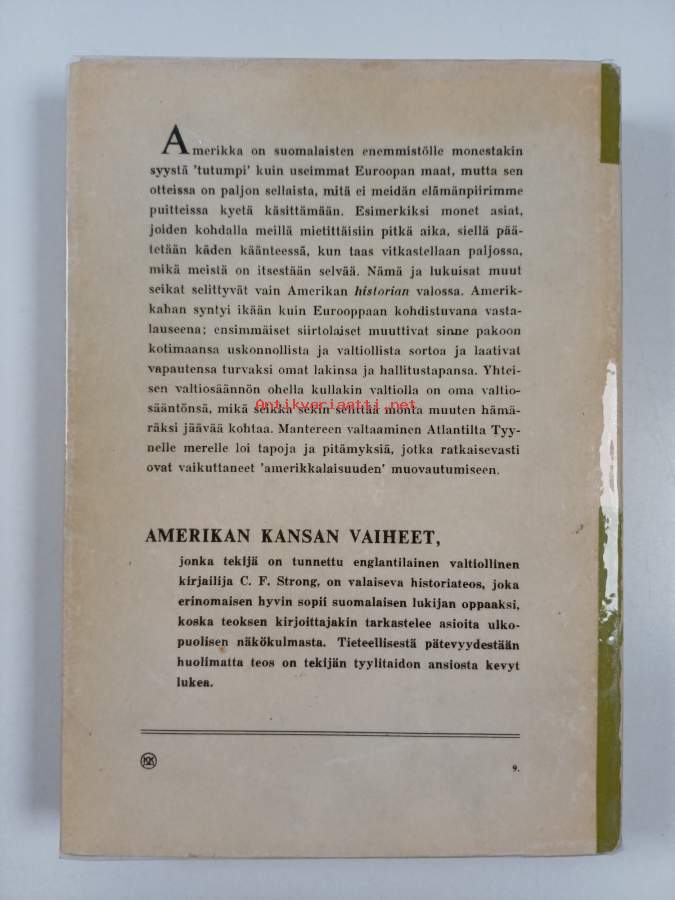 Amerikka on suomalaisten enemmistölle monestakin
syystä 'tutumpi' kuin useimmat Euroopan maat, mutta sen
otteissa on paljon sellaista, mitä ei meidän elämänpiirimme
puitteissa kyetä käsittämään. Esimerkiksi monet asiat,
joiden kohdalla meillä mietittäisiin pitkä aika, siellä pää-
tetään käden käänteessä, kun taas vitkastellaan paljossa,
mikä meistä on itsestään selvää. Nämä ja lukuisat muut
seikat selittyvät vain Amerikan historian valossa. Amerik-
kahan syntyi ikään kuin Eurooppaan kohdistuvana vasta-
lauseena; ensimmäiset siirtolaiset muuttivat sinne pakoon
kotimaansa uskonnollista ja valtiollista sortoa ja laativat
vapautensa turvaksi omat lakinsa ja hallitustapansa. Yhtei-
sen valtiosäännön ohella kullakin valtiolla on oma valtio-
Antikvariaatti.net
sääntönsä, mikä seikka sekin selittää monta muuten hämä-
räksi jäävää kohtaa. Mantereen valtaaminen Atlantilta Tyy-
nelle merelle loi tapoja ja pitämyksiä, jotka ratkaisevasti
ovat vaikuttaneet 'amerikkalaisuuden' muovautumiseen.
AMERIKAN KANSAN VAIHEET,
jonka tekijä on tunnettu englantilainen valtiollinen
kirjailija C. F. Strong, on valaiseva historiateos, joka
erinomaisen hyvin sopii suomalaisen lukijan oppaaksi,
koska teoksen kirjoittajakin tarkastelee asioita ulko-
puolisen näkökulmasta. Tieteellisestä pätevyydestään
huolimatta teos on tekijän tyylitaidon ansiosta kevyt
lukea.
9.